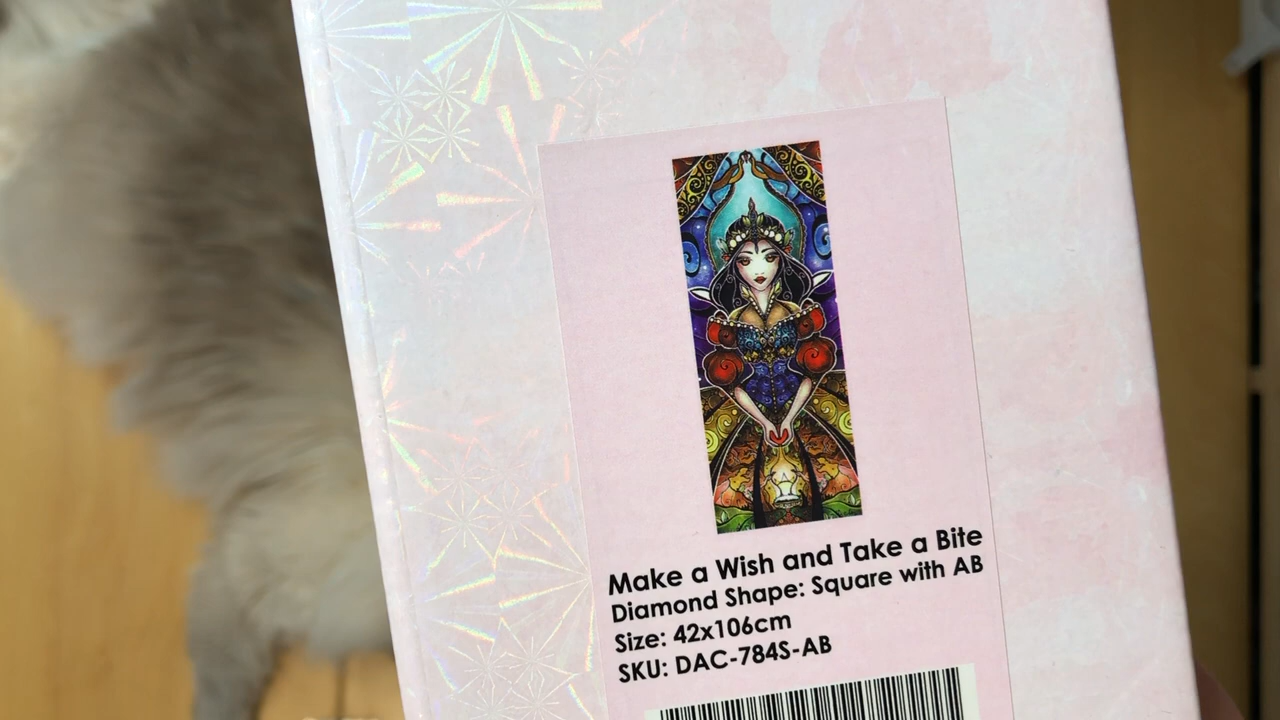 Make a Wish and Take a Bite
Diamond Shape: Square with AB
Size: 42x106cm
SKU: DAC-784S-AB